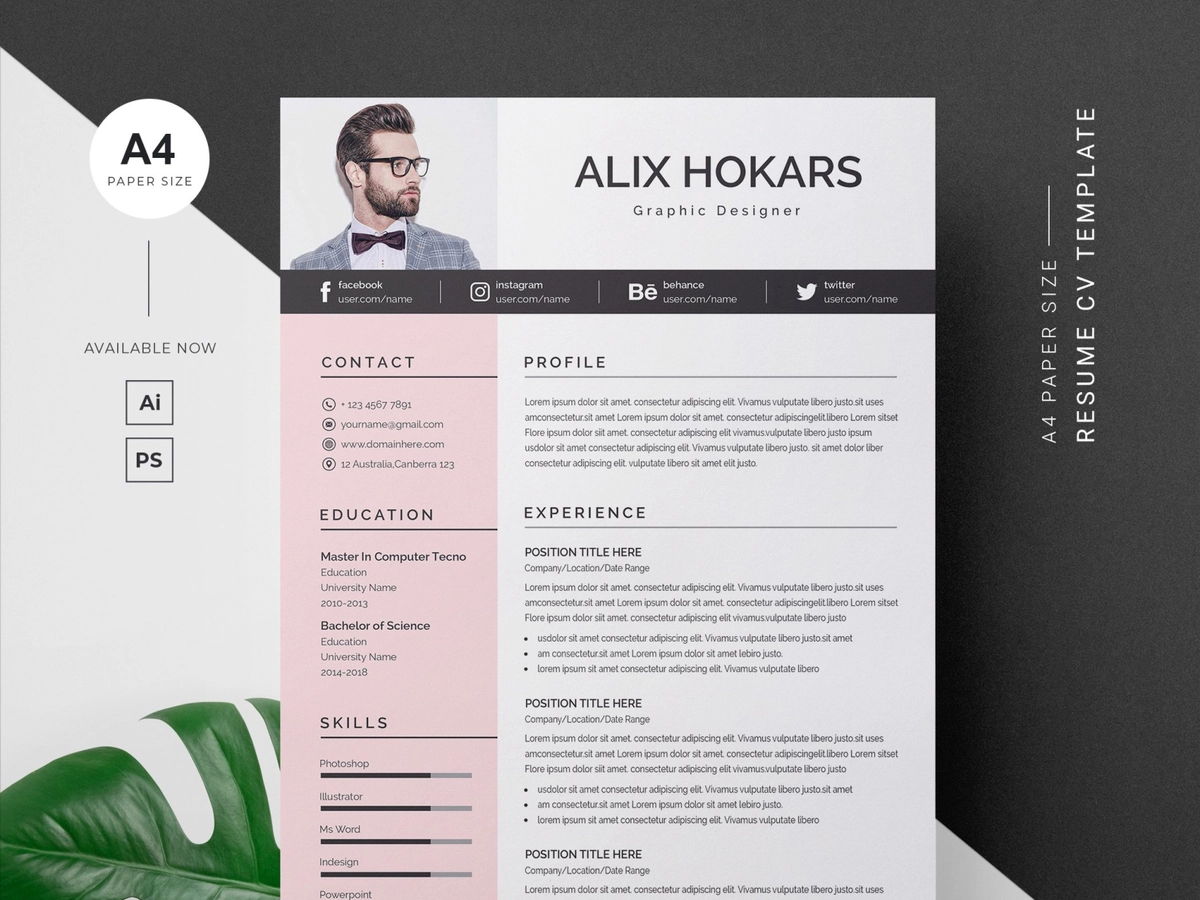 A4
PAPER SIZE
AVAILABLE NOW
Ai
PS
ALIX HOKARS
Graphic Designer
facebook
user.com/name
instagram
user.com/name
Bē
behance
user.com/name
twitter
user.com/name
CONTACT
+ 123 4567 7891
yourname@gmail.com
www.domainhere.com
12 Australia,Canberra 123
EDUCATION
Master In Computer Tecno
Education
University Name
2010-2013
Bachelor of Science
Education
University Name
2014-2018
SKILLS
Photoshop
Illustrator
Ms Word
Indesign
Powerpoint
PROFILE
Lorem ipsum dolor sit amet. consectetur adipiscing elit. Vivamus vulputate libero justo.sit uses
amconsectetur.sit amet Lorem ipsum dolor sit amet. consectetur adipiscingelit.libero Lorem sitset
Flore ipsum dolor siit amet. consectetur adipiscing elit vivamus.vulputate libero justo ipsum
usdolor sit amet consectetur adipiscing elit. Vivamus vulputate libero justo. sit amet dolor liber
consectetur adipiscing elit. vulputate libero sit amet elit justo.
EXPERIENCE
POSITION TITLE HERE
Company/Location/Date Range
Lorem ipsum dolor sit amet. consectetur adipiscing elit. Vivamus vulputate libero justo.sit uses
amconsectetur.sit amet Lorem ipsum dolor sit amet. consectetur adipiscingelit.libero Lorem sitset
Flore ipsum dolor siit amet. consectetur adipiscing elit vivamus.vulputate libero justo
• usdolor sit amet consectetur adipiscing elit. Vivamus vulputate libero justo.sit amet
• am consectetur.sit amet Lorem ipsum dolor sit amet lebiro justo.
• lorem ipsum sit amet consectetur adipiscing elit. Vivamus vulputate libero
POSITION TITLE HERE
Company/Location/Date Range
Lorem ipsum dolor sit amet. consectetur adipiscing elit. Vivamus vulputate libero justo.sit uses
amconsectetur.sit amet Lorem ipsum dolor sit amet. consectetur adipiscingelit.libero Lorem sitset
Flore ipsum dolor siit amet. consectetur adipiscing elit vivamus.vulputate libero justo
• usdolor sit amet consectetur adipiscing elit. Vivamus vulputate libero justo.sit amet
• am consectetur.sit amet Lorem ipsum dolor sit amet lebiro justo.
• lorem ipsum sit amet consectetur adipiscing elit. Vivamus vulputate libero
POSITION TITLE HERE
Company/Location/Date Range
Lorem ipsum dolor sit amet. consectetur adipiscing elit. Vivamus vulputate libero justo.sit uses
A4 PAPER SIZE
RESUME CV TEMPLATE